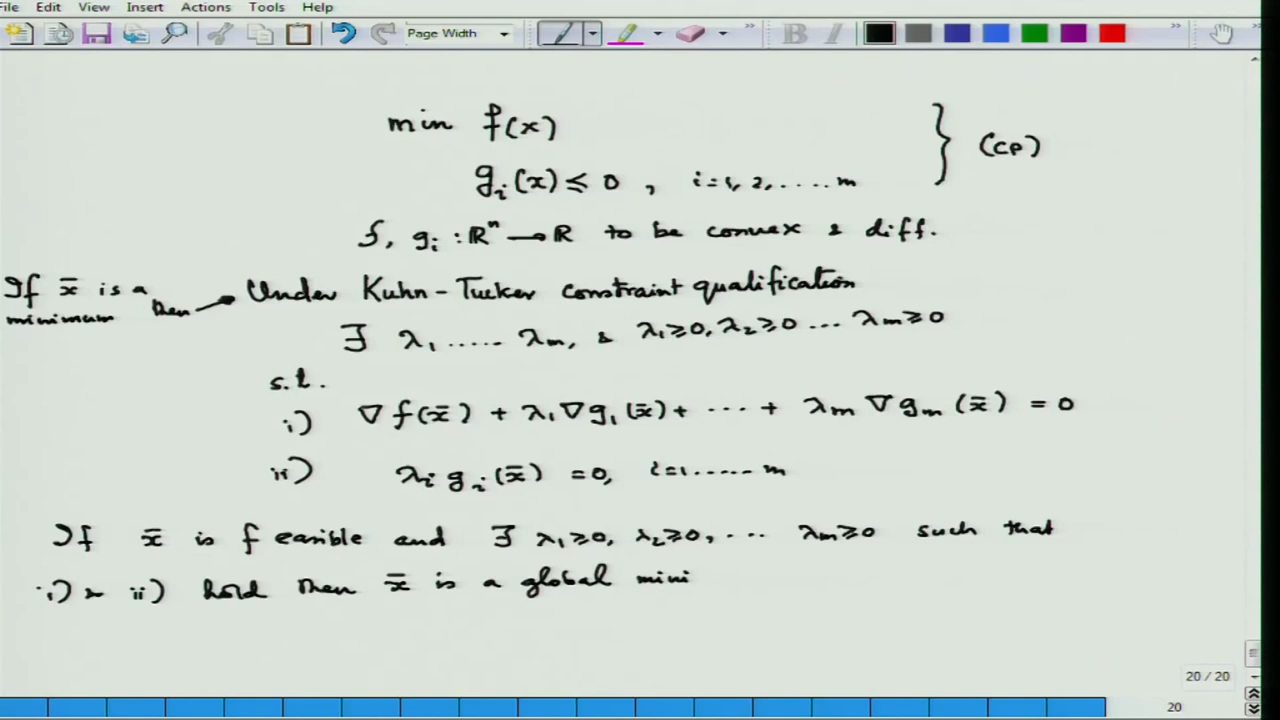 File Edit View Insert Actions Tools Help
Page Width
min f(x)
g_i(x) ≤ 0 , i=1, 2, ..... m } (CP)
f, g_i : ℝ^n → ℝ to be convex & diff.
If x̄ is a minimum then → Under Kuhn-Tucker constraint qualification
∃ λ_1 ..... λ_m, & λ_1≥0, λ_2≥0 ... λ_m≥0
s.t.
i) ∇f(x̄) + λ_1∇g_1(x̄) + ... + λ_m∇g_m(x̄) = 0
ii) λ_i g_i(x̄) = 0, i=1...... m
If x̄ is feasible and ∃ λ_1≥0, λ_2≥0, ... λ_m≥0 such that
i) & ii) hold then x̄ is a global mini
20 / 20
20